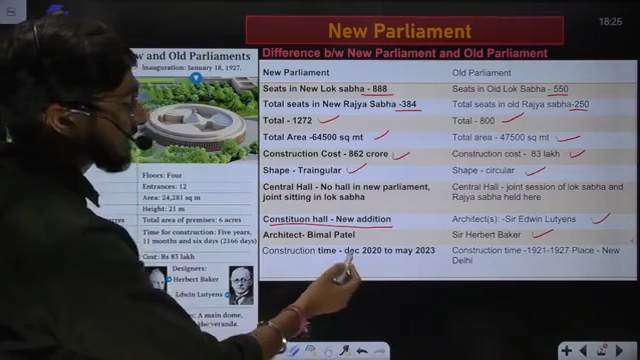 New Parliament
18:26
w and Old Parliaments
inauguration: January 18, 1927.
Floors: Four
Entrances: 12
Area: 24,281 sq m
Height: 21 m
acres
Total area of premises: 6 acres
Time for construction: Five years,
11 months and six days (2166 days)
Cost: Rs 83 lakh
Designers:
Herbert Baker
Edwin Lutyens
As: A main dome,
the veranda.
Difference b/w New Parliament and Old Parliament
New Parliament
Old Parliament
Seats in New Lok sabha - 888
Seats in Old Lok Sabha - 550
Total seats in New Rajya Sabha -384
Total seats in old Rajya sabha-250
Total - 1272
Total - 800
Total Area -64500 sq mt
Total area - 47500 sq mt
Construction Cost - 862 crore
Construction cost - 83 lakh
Shape - Traingular
Shape - circular
Central Hall - No hall in new parliament,
joint sitting in lok sabha
Central Hall - joint session of lok sabha and
Rajya sabha held here
Constituon hall - New addition
Architect(s) -Sir Edwin Lutyens
Architect- Bimal Patel
Sir Herbert Baker
Construction time - dec 2020 to may 2023
Construction time -1921-1927 Place - New
Delhi